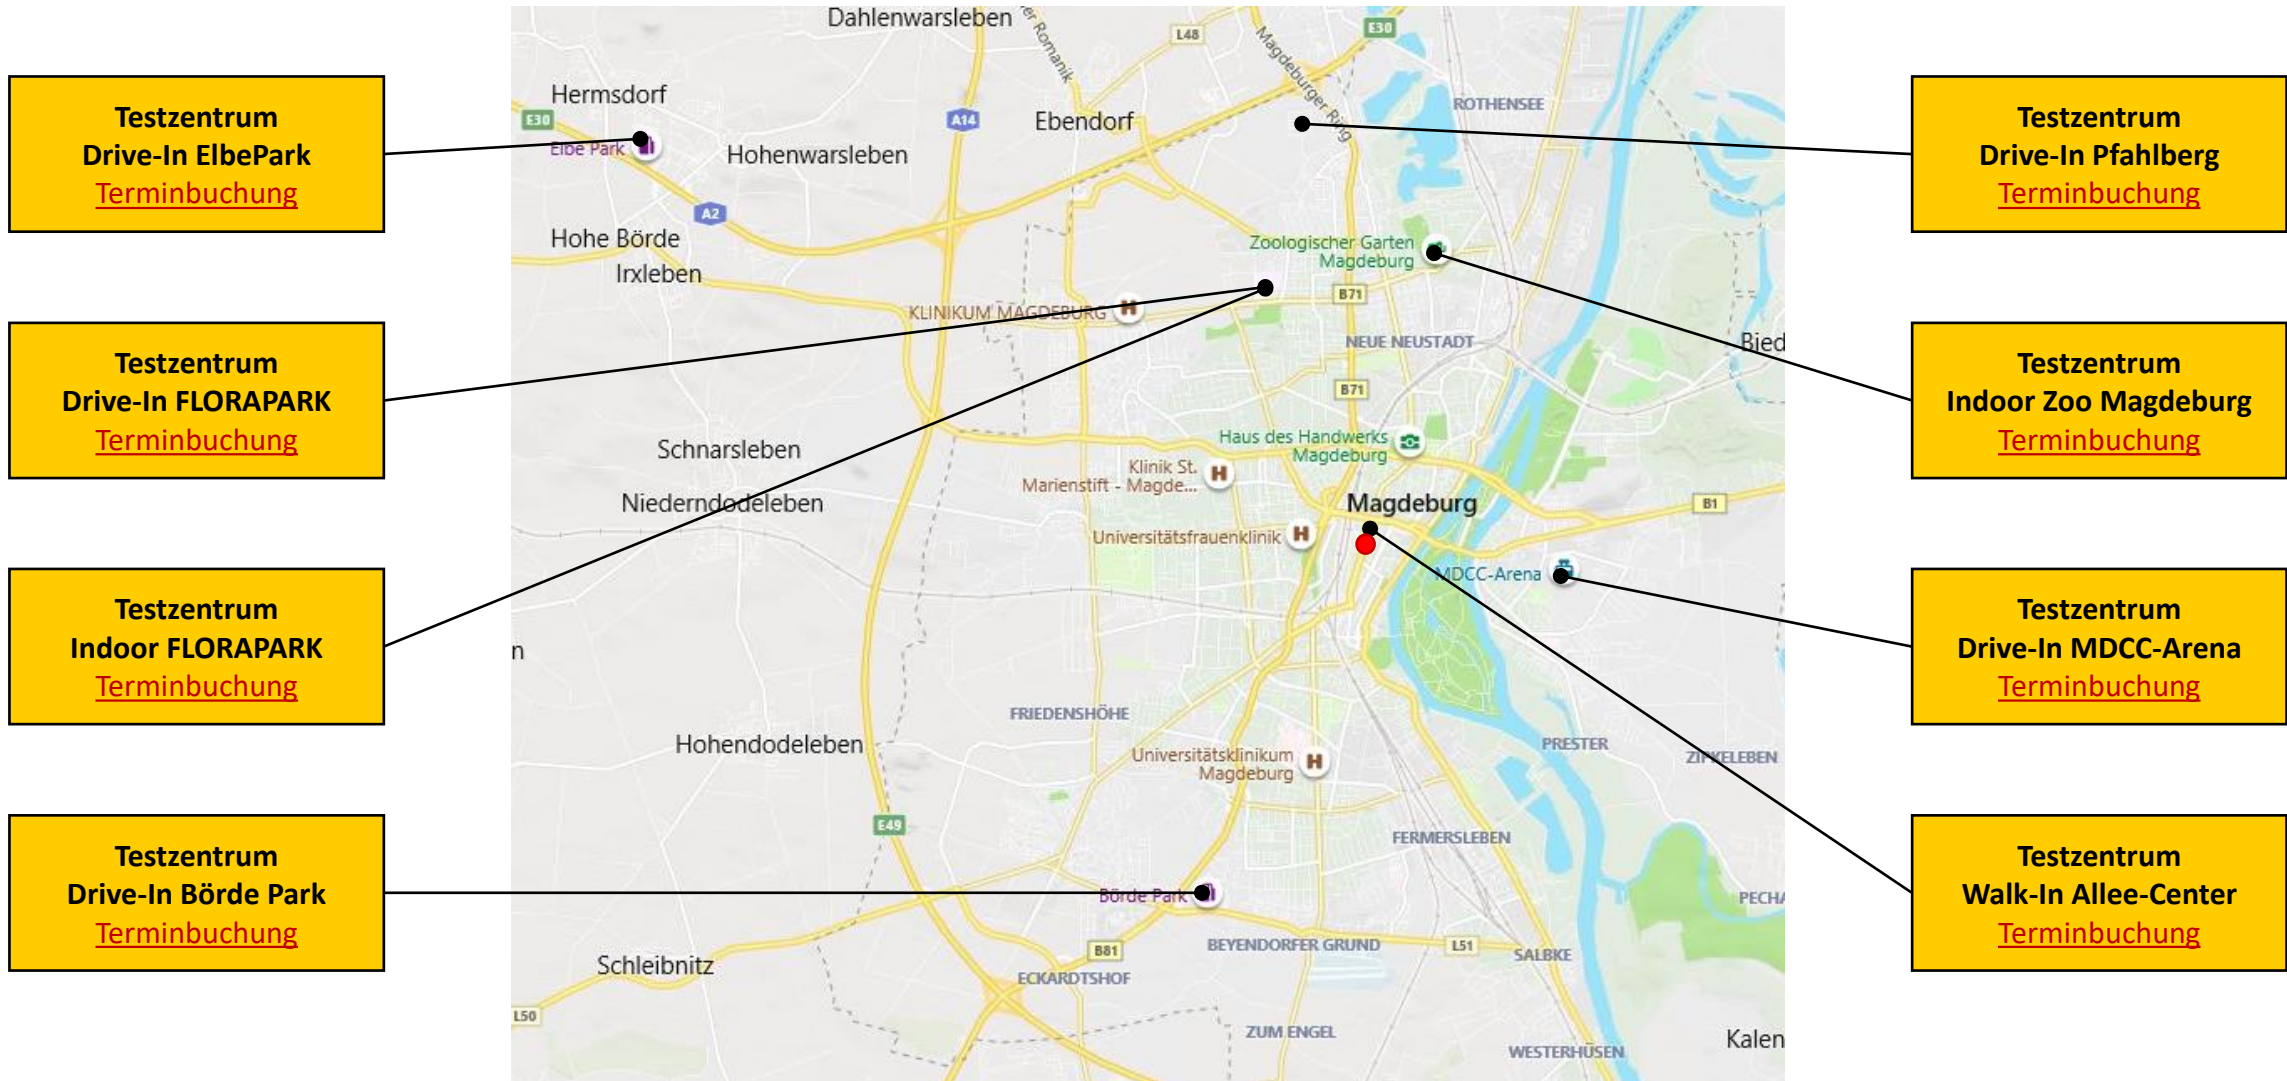 Testzentrum
Drive-In ElbePark
Terminbuchung
Testzentrum
Drive-In FLORAPARK
Terminbuchung
Testzentrum
Indoor FLORAPARK
Terminbuchung
Testzentrum
Drive-In Börde Park
Terminbuchung
Dahlenwarsleben
L48
E30
Magdeburger Ring
Romanik
Hermsdorf
E30
Elbe Park
A14
Ebendorf
ROTHENSEE
Hohenwarsleben
A2
Hohe Börde
Irxleben
Zoologischer Garten
Magdeburg
KLINIKUM MAGDEBURG
H
B71
NEUE NEUSTADT
Bied
B71
Schnarsleben
Haus des Handwerks
Magdeburg
Klinik St.
Marienstift - Magde...
H
Niederndodeleben
Magdeburg
B1
Universitätsfrauenklinik
H
MDCC-Arena
n
FRIEDENSHÖHE
Hohendodeleben
PRESTER
ZIPKELEBEN
Universitätsklinikum
Magdeburg
H
E49
FERMERSLEBEN
Börde Park
PECHA
B81
BEYENDORFER GRUND
L51
SALBKE
Schleibnitz
ECKARDTSHOF
L50
ZUM ENGEL
WESTERHÜSEN
Kalen
Testzentrum
Drive-In Pfahlberg
Terminbuchung
Testzentrum
Indoor Zoo Magdeburg
Terminbuchung
Testzentrum
Drive-In MDCC-Arena
Terminbuchung
Testzentrum
Walk-In Allee-Center
Terminbuchung